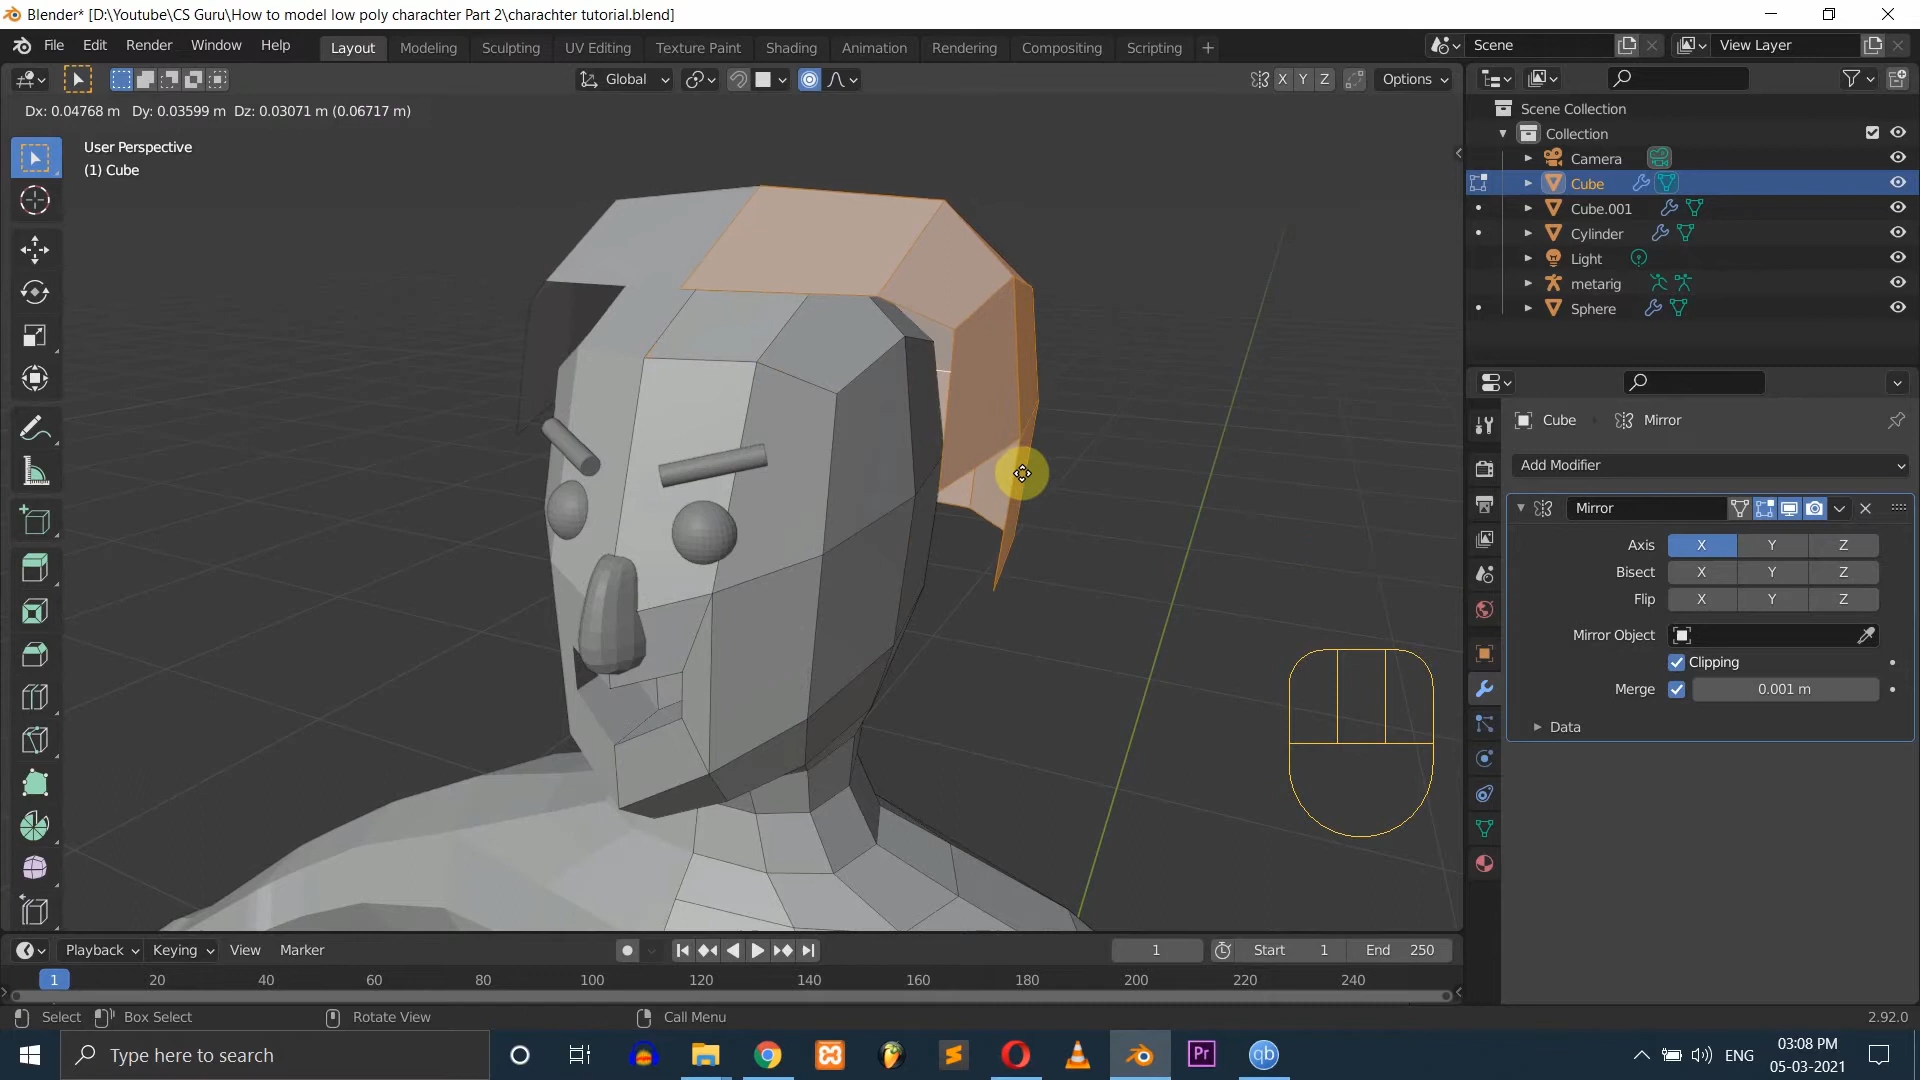 Blender* [D:\Youtube\CS Guru\How to model low poly charachter Part 2\charachter tutorial.blend]
File Edit Render Window Help Layout Modeling Sculpting UV Editing Texture Paint Shading Animation Rendering Compositing Scripting Scene View Layer
Global X Y Z Options
Dx: 0.04768 m Dy: 0.03599 m Dz: 0.03071 m (0.06717 m)
User Perspective
(1) Cube
Scene Collection
Collection
Camera
Cube
Cube.001
Cylinder
Light
metarig
Sphere
Cube Mirror
Add Modifier
Mirror
Axis X Y Z
Bisect X Y Z
Flip X Y Z
Mirror Object
Clipping
Merge 0.001 m
Data
Playback Keying View Marker 1 Start 1 End 250
1 20 40 60 80 100 120 140 160 180 200 220 240
Select Box Select Rotate View Call Menu 2.92.0
Type here to search
Pr
qb
ENG
03:08 PM
05-03-2021